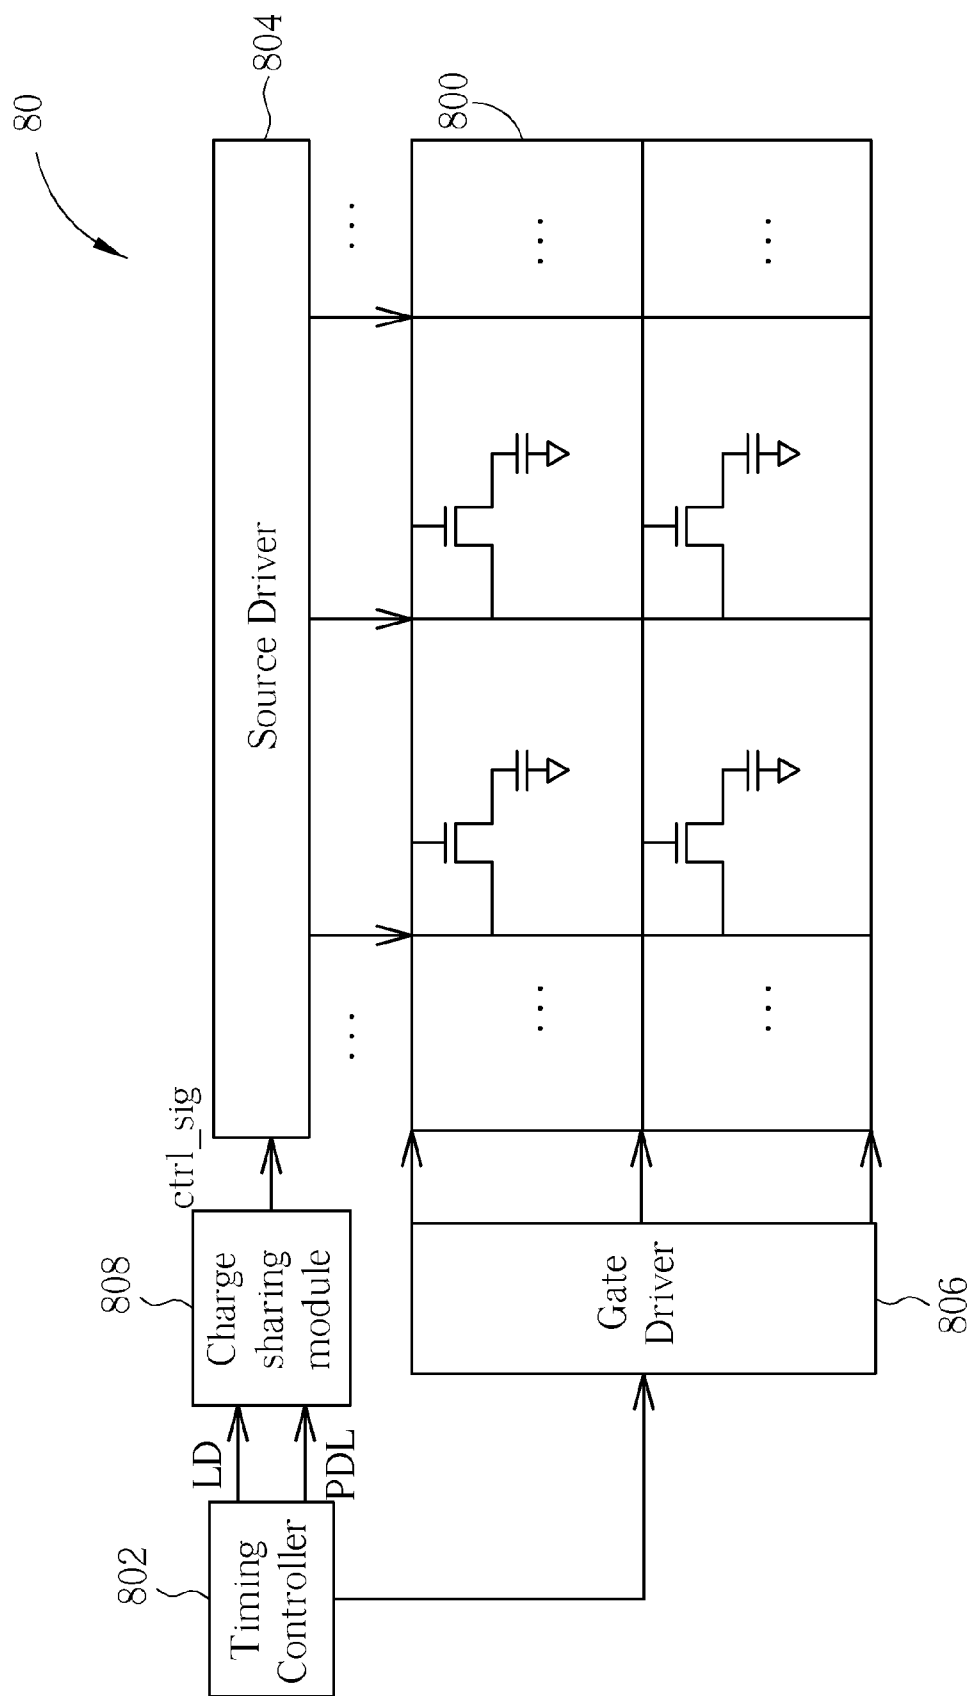 80
804
Source Driver
800
ctrl_sig
808
Charge
sharing
module
LD
PDL
802
Timing
Controller
Gate
Driver
806